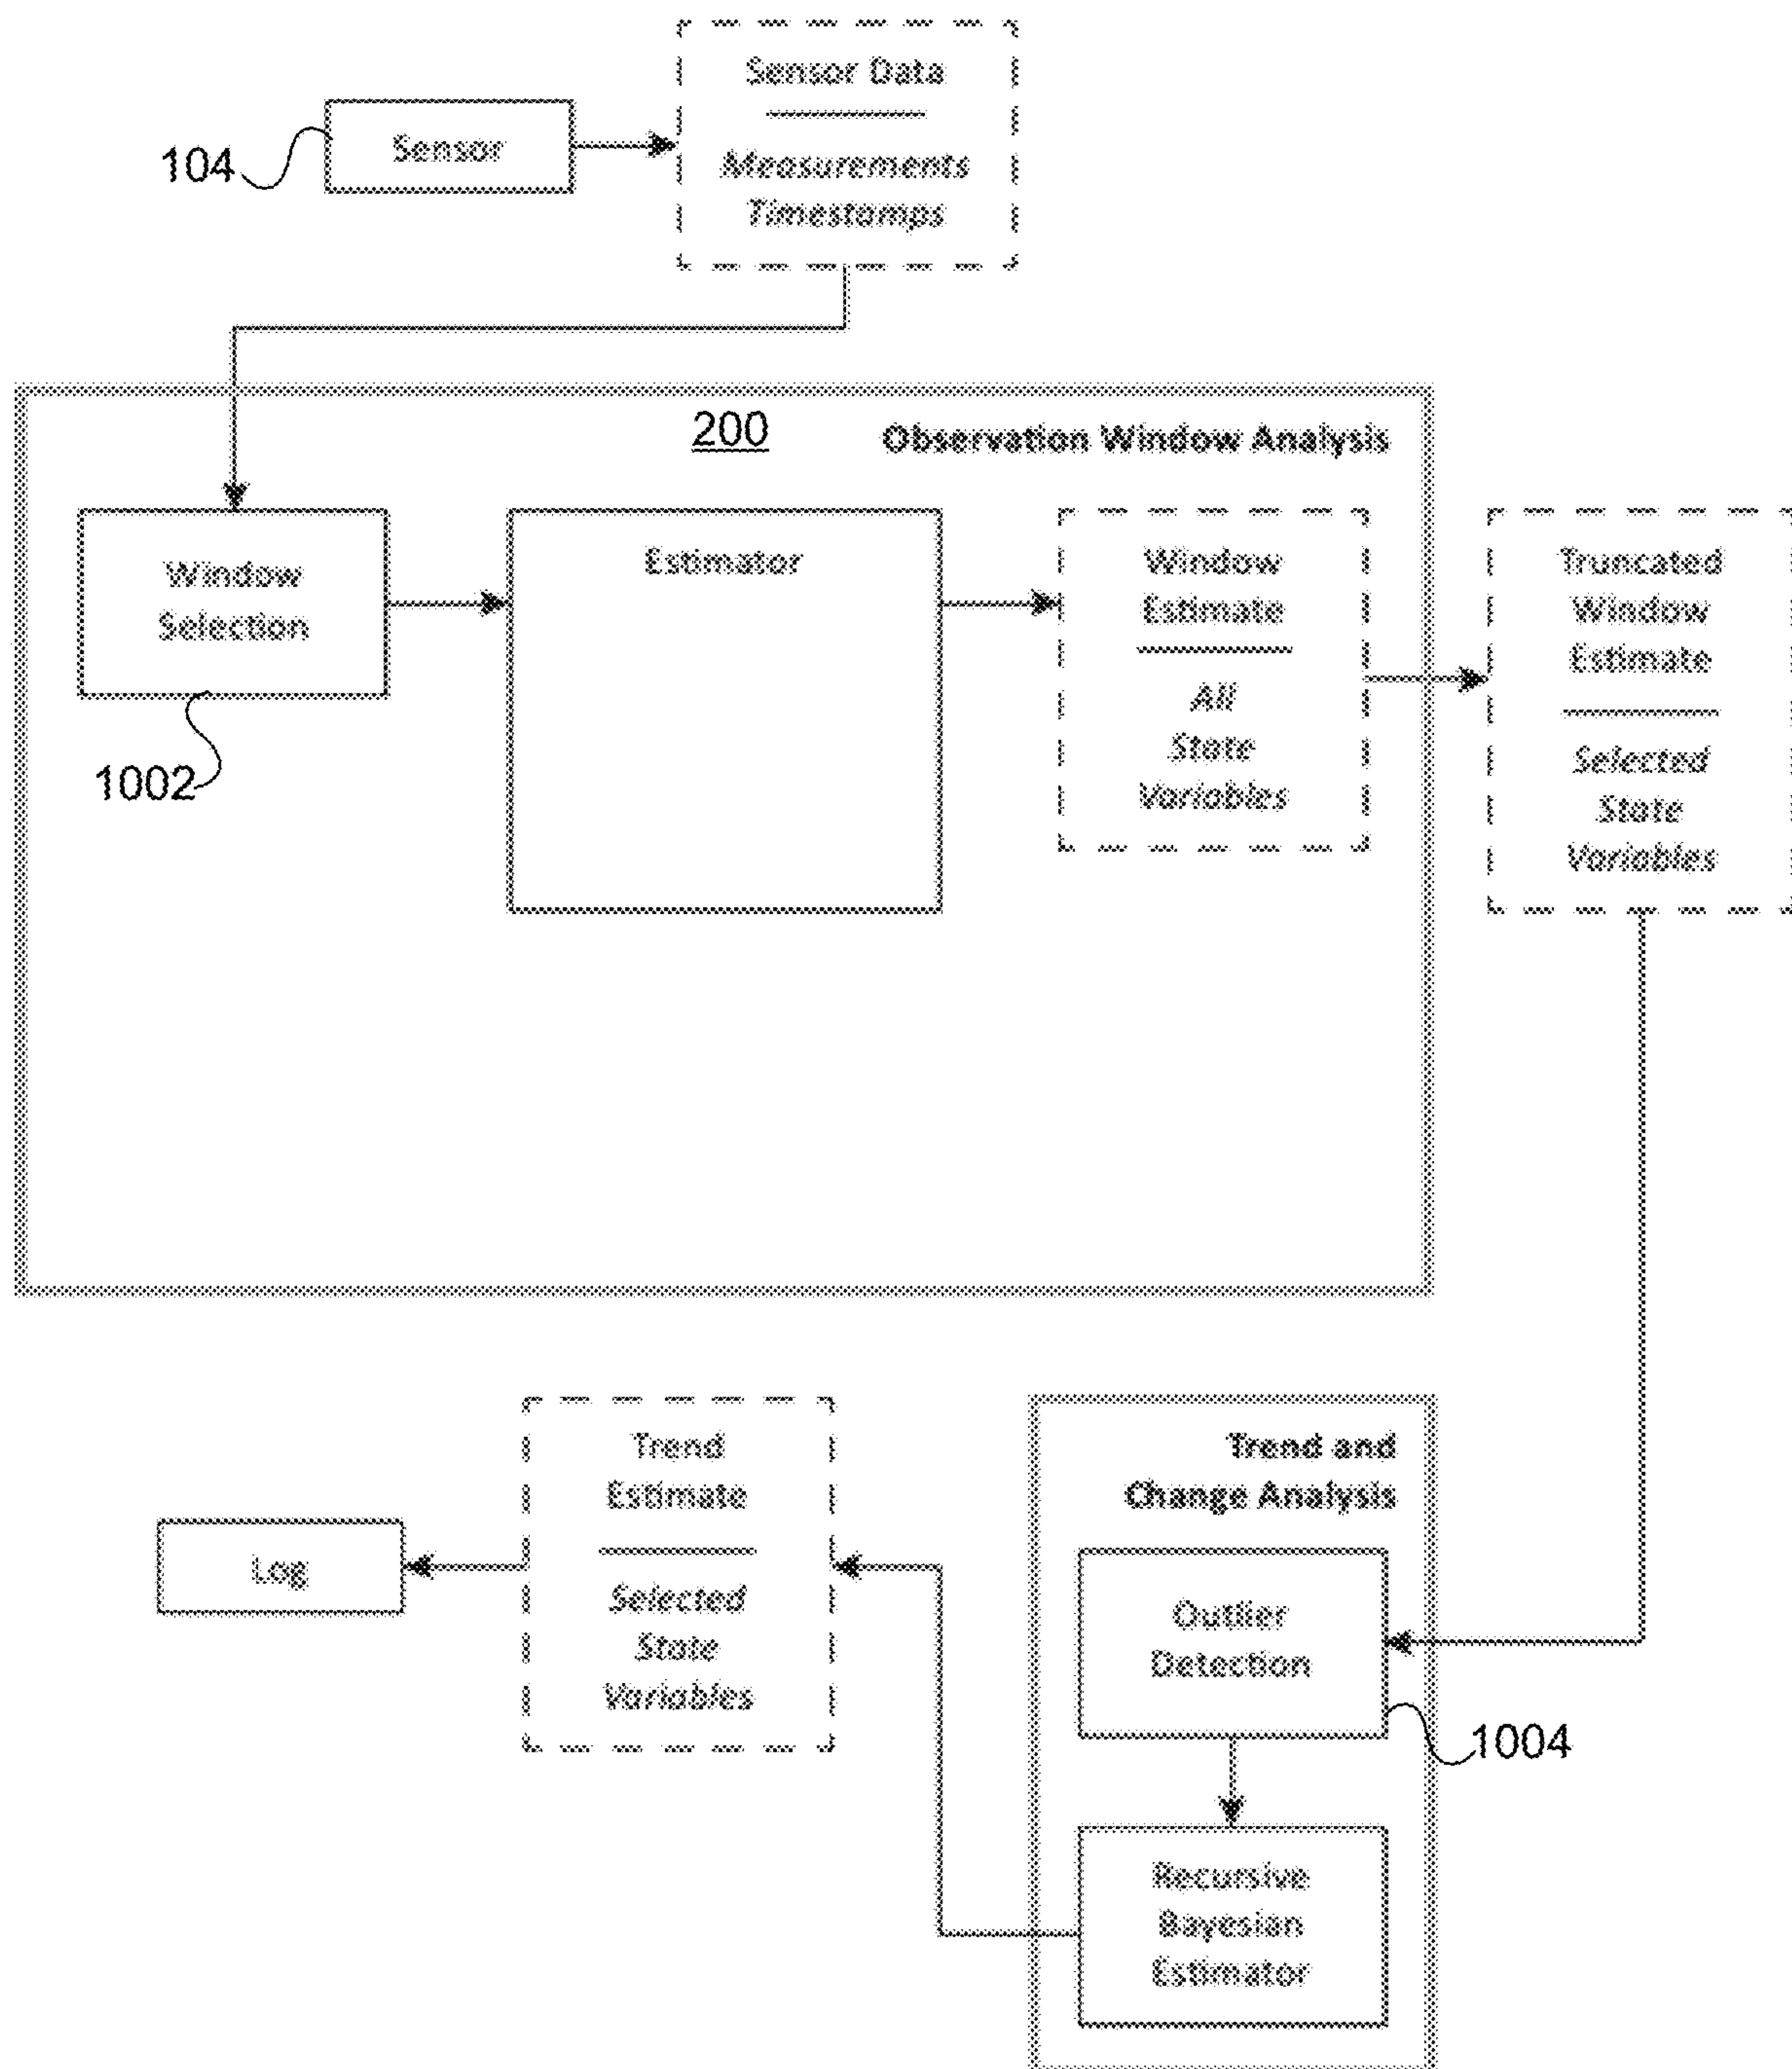 Sensor Data
Measurements
Timestamps
104
Sensor
200
Observation Window Analysis
Window
Selection
1002
Estimator
Window
Estimate
All
State
Variables
Truncated
Window
Estimate
Selected
State
Variables
Trend and
Change Analysis
Outlier
Detection
1004
Recursive
Bayesian
Estimator
Trend
Estimate
Selected
State
Variables
Log